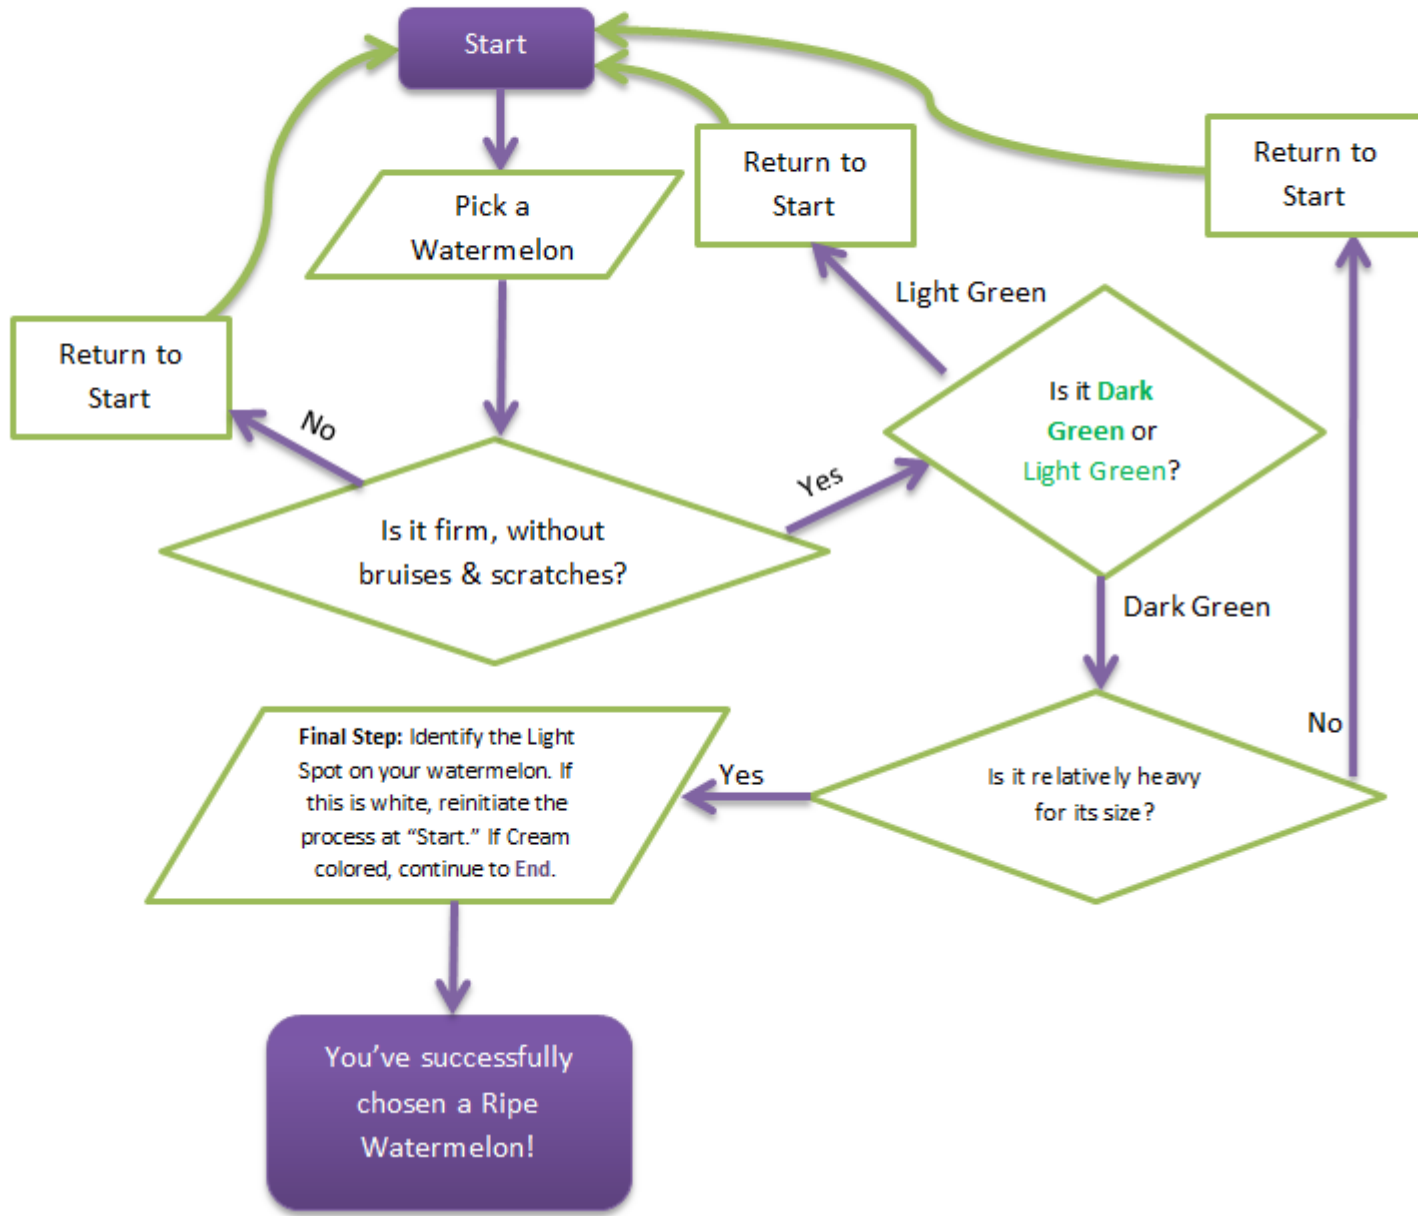 Start
Pick a
Watermelon
Return to
Start
Return to
Start
Light Green
Return to
Start
No
Is it firm, without
bruises & scratches?
Yes
Is it Dark
Green or
Light Green?
Dark Green
No
Is it relatively heavy
for its size?
Yes
Final Step: Identify the Light
Spot on your watermelon. If
this is white, reinitiate the
process at “Start.” If Cream
colored, continue to End.
You’ve successfully
chosen a Ripe
Watermelon!